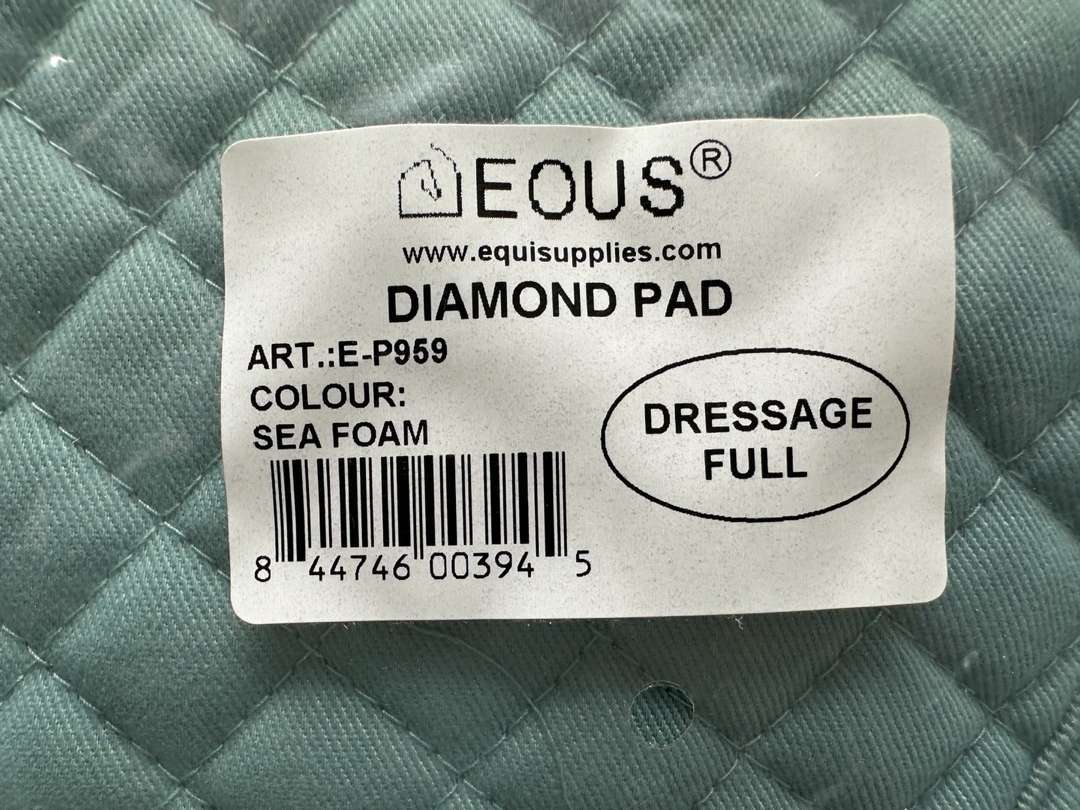 EOUS®
www.equisupplies.com
DIAMOND PAD
ART.:E-P959
COLOUR:
SEA FOAM
DRESSAGE
FULL
8 44746 00394 5